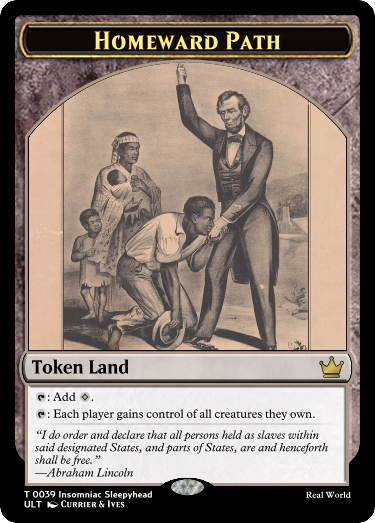 Homeward Path
Token Land
: Add .
: Each player gains control of all creatures they own.
“I do order and declare that all persons held as slaves within
said designated States, and parts of States, are and henceforth
shall be free.”
—Abraham Lincoln
T 0039 Insomniac Sleepyhead
Real World
ULT Currier & Ives